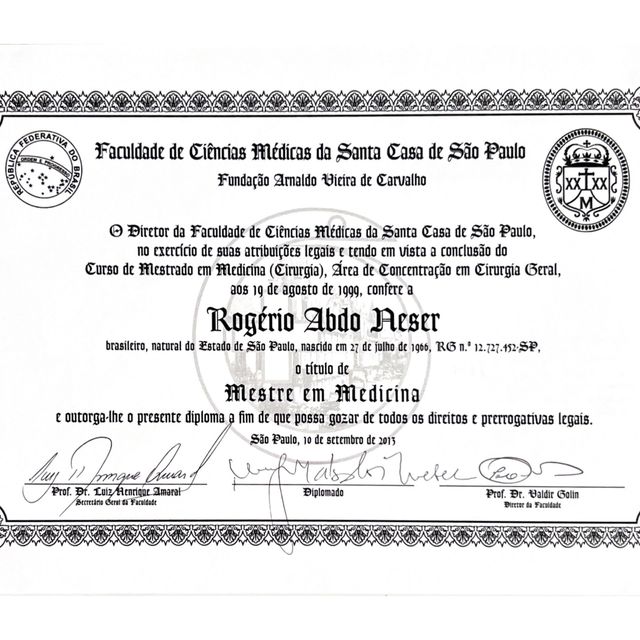 REPÚBLICA FEDERATIVA DO BRASIL
ORDEM E PROGRESSO
Faculdade de Ciências Médicas da Santa Casa de São Paulo
Fundação Arnaldo Vieira de Carvalho
XX XX
M
O Diretor da Faculdade de Ciências Médicas da Santa Casa de São Paulo,
no exercício de suas atribuições legais e tendo em vista a conclusão do
Curso de Mestrado em Medicina (Cirurgia), Área de Concentração em Cirurgia Geral,
aos 19 de agosto de 1999, confere a
Rogério Abdo Neser
brasileiro, natural do Estado de São Paulo, nascido em 27 de julho de 1966, RG n.º 12.727.452-SP,
o título de
Mestre em Medicina
e outorga-lhe o presente diploma a fim de que possa gozar de todos os direitos e prerrogativas legais.
São Paulo, 10 de setembro de 2013
Prof. Dr. Luiz Henrique Amaral
Secretário Geral da Faculdade
Diplomado
Prof. Dr. Valdir Golin
Diretor da Faculdade